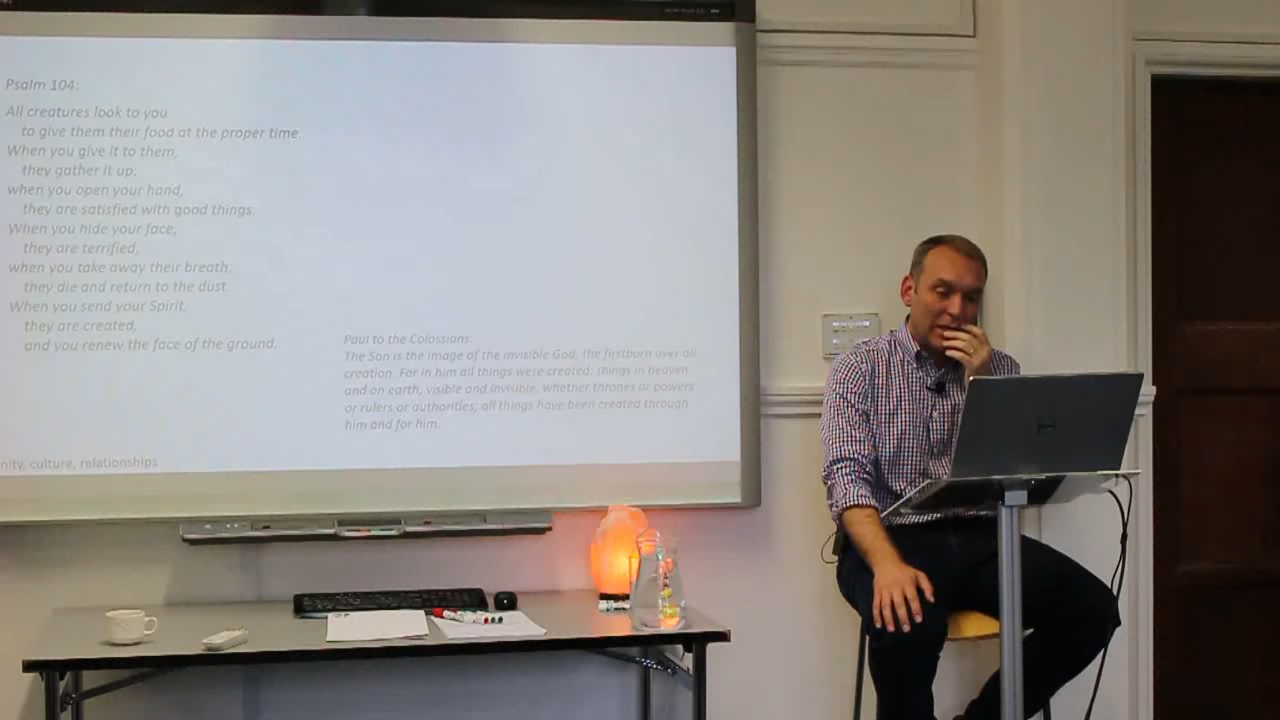 Psalm 104:
All creatures look to you
to give them their food at the proper time.
When you give it to them,
they gather it up;
when you open your hand,
they are satisfied with good things.
When you hide your face,
they are terrified;
when you take away their breath,
they die and return to the dust
When you send your Spirit,
they are created,
and you renew the face of the ground.
Paul to the Colossians:
The Son is the image of the invisible God, the firstborn over all
creation. For in him all things were created: things in heaven
and on earth, visible and invisible, whether thrones or powers
or rulers or authorities; all things have been created through
him and for him.
nity, culture, relationships